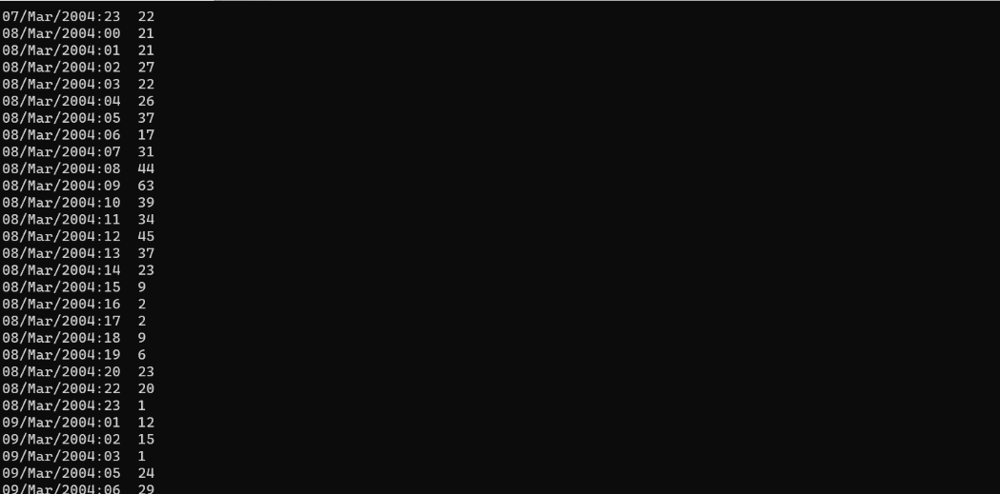 07/Mar/2004:23  22
08/Mar/2004:00  21
08/Mar/2004:01  21
08/Mar/2004:02  27
08/Mar/2004:03  22
08/Mar/2004:04  26
08/Mar/2004:05  37
08/Mar/2004:06  17
08/Mar/2004:07  31
08/Mar/2004:08  44
08/Mar/2004:09  63
08/Mar/2004:10  39
08/Mar/2004:11  34
08/Mar/2004:12  45
08/Mar/2004:13  37
08/Mar/2004:14  23
08/Mar/2004:15  9
08/Mar/2004:16  2
08/Mar/2004:17  2
08/Mar/2004:18  9
08/Mar/2004:19  6
08/Mar/2004:20  23
08/Mar/2004:22  20
08/Mar/2004:23  1
09/Mar/2004:01  12
09/Mar/2004:02  15
09/Mar/2004:03  1
09/Mar/2004:05  24
09/Mar/2004:06  29